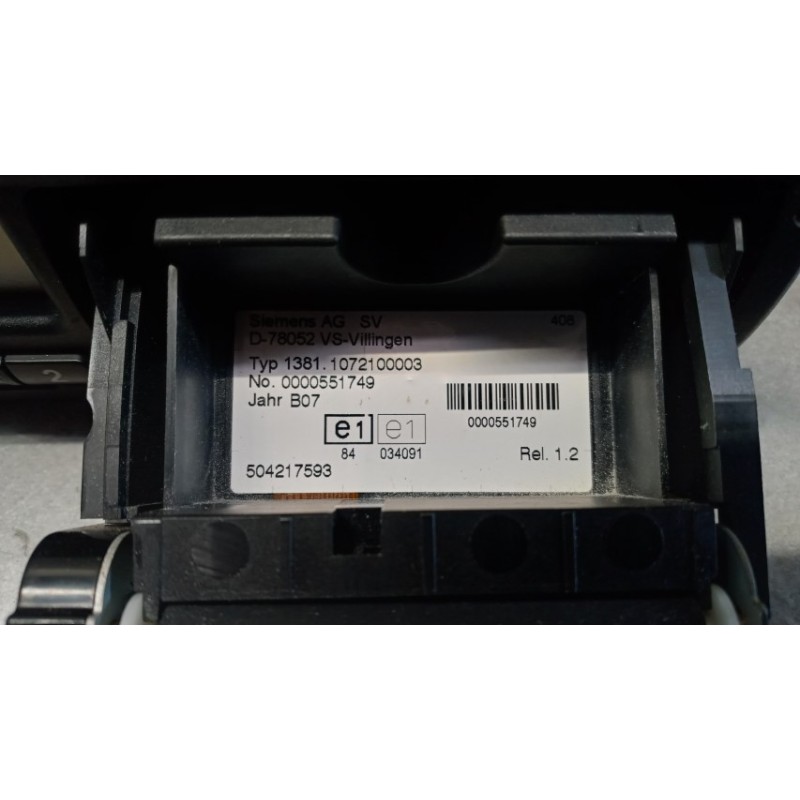 Siemens AG SV 408
D-78052 VS-Villingen
Typ 1381.1072100003
No. 0000551749
Jahr B07
0000551749
e1 e1
84 034091
Rel. 1.2
504217593
2